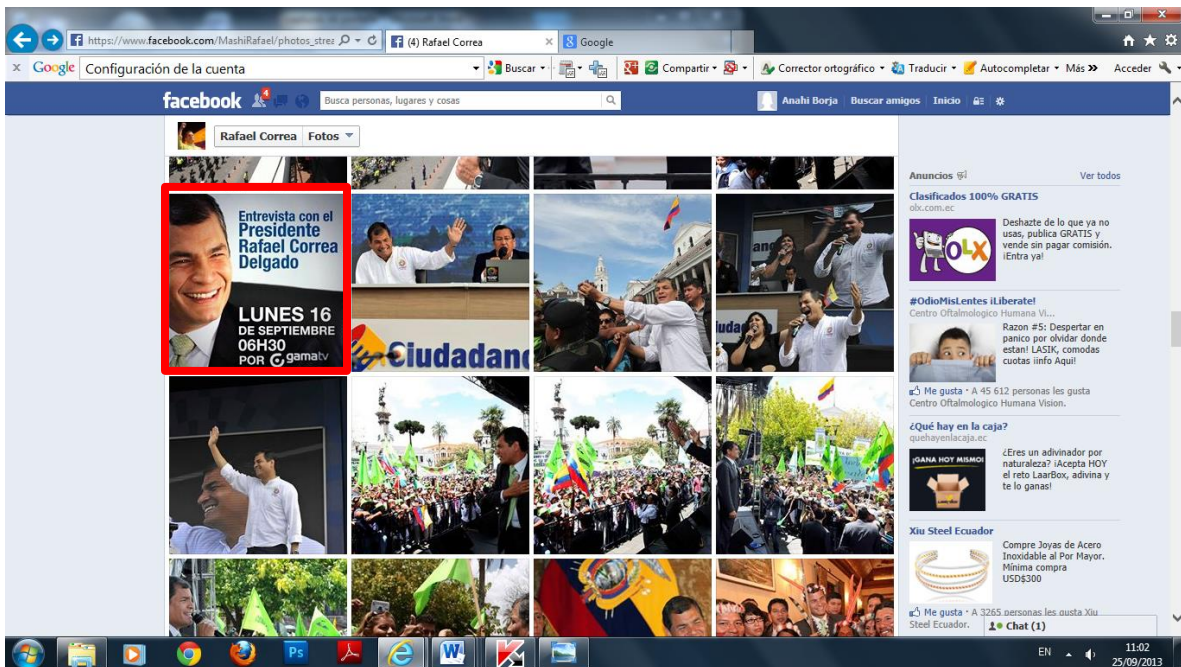 https://www.facebook.com/MashiRafael/photos_strea
(4) Rafael Correa
Google
Google
Configuración de la cuenta
Buscar
Compartir
Corrector ortográfico
Traducir
Autocompletar
Más »
Acceder
facebook
4
Busca personas, lugares y cosas
Anahi Borja
Buscar amigos
Inicio
Rafael Correa
Fotos
Entrevista con el
Presidente
Rafael Correa
Delgado
LUNES 16
DE SEPTIEMBRE
06H30
POR gamatv
Ciudadano
Anuncios
Ver todos
Clasificados 100% GRATIS
olx.com.ec
OLX
Deshazte de lo que ya no
usas, publica GRATIS y
vende sin pagar comisión.
¡Entra ya!
#OdioMisLentes ¡Liberate!
Centro Oftalmologico Humana Vi...
Razon #5: Despertar en
panico por olvidar donde
estan! LASIK, comodas
cuotas ¡info Aqui!
Me gusta · A 45 612 personas les gusta
Centro Oftalmologico Humana Vision.
¿Qué hay en la caja?
quehayenlacaja.ec
¡GANA HOY MISMO!
¿Eres un adivinador por
naturaleza? ¡Acepta HOY
el reto LaarBox, adivina y
te lo ganas!
Xiu Steel Ecuador
Compre Joyas de Acero
Inoxidable al Por Mayor.
Mínima compra
USD$300
Me gusta · A 3265 personas les gusta Xiu
Steel Ecuador.
Chat (1)
Ps
W
EN
11:02
25/09/2013